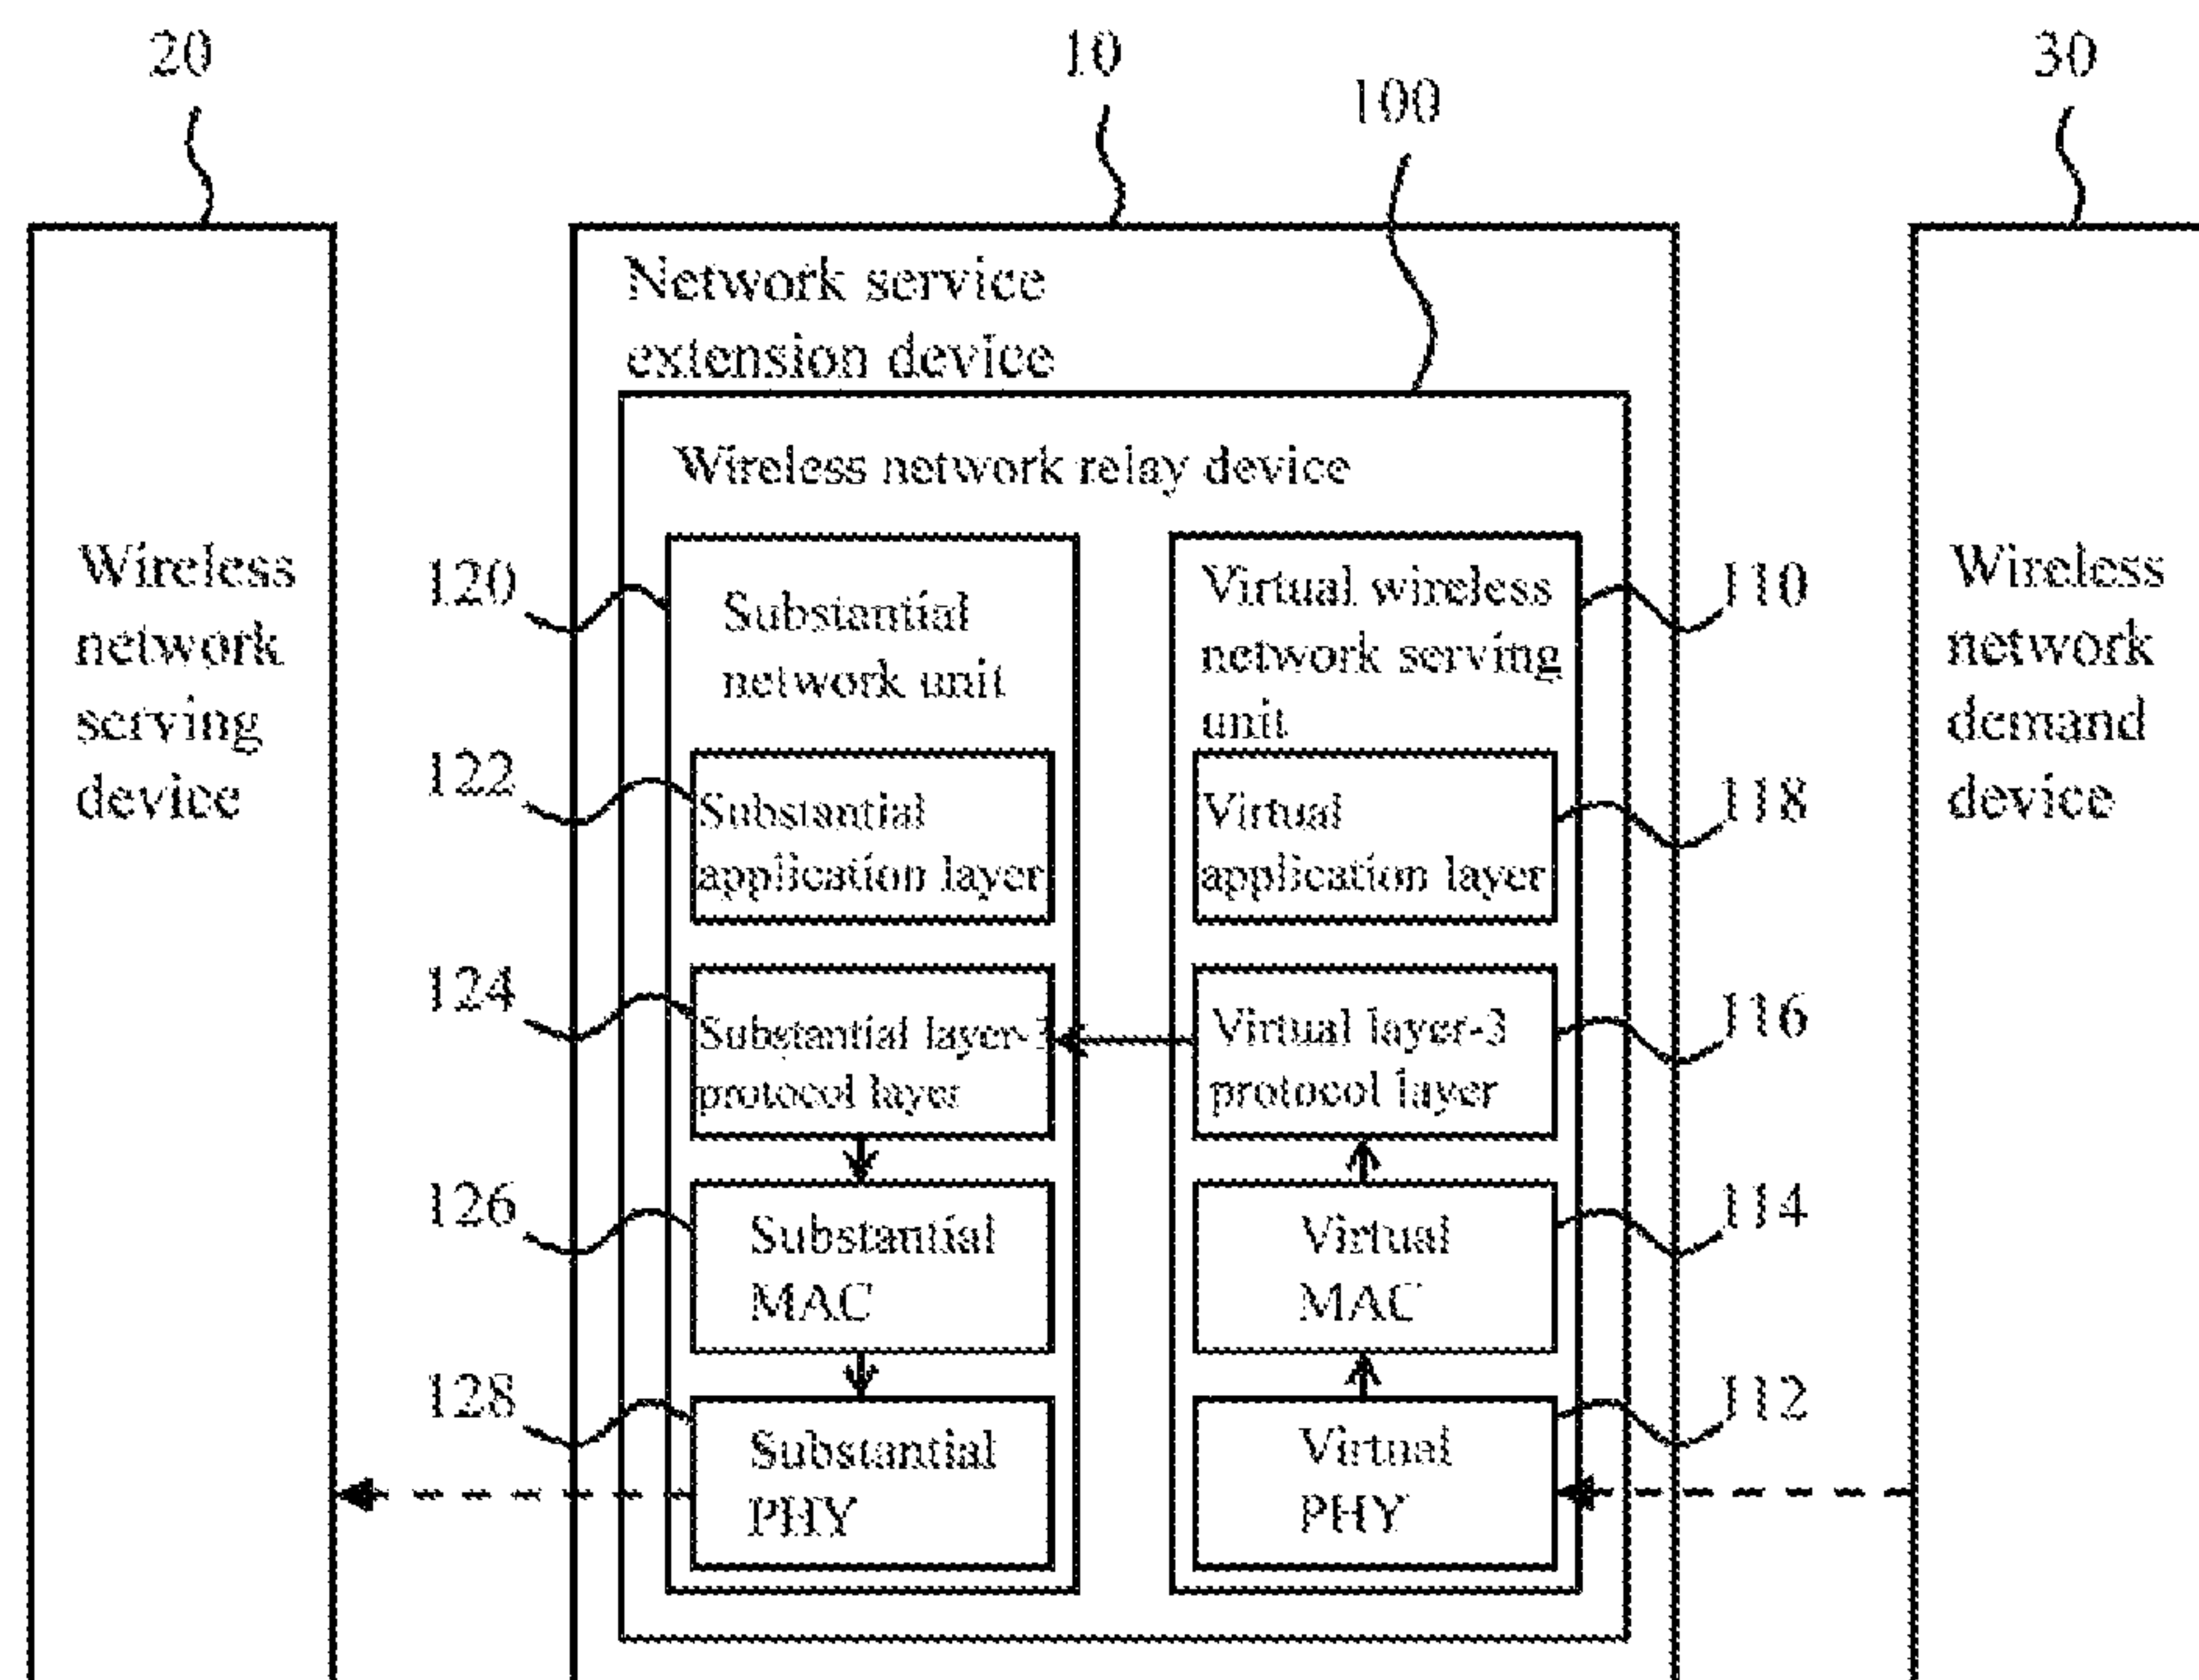 20
10
30
100
Network service
extension device
Wireless network relay device
Wireless
network
serving
device
120
Substantial
network unit
Virtual wireless
network serving
unit
110
Wireless
network
demand
device
122
Substantial
application layer
Virtual
application layer
118
124
Substantial layer-3
protocol layer
Virtual layer-3
protocol layer
116
126
Substantial
MAC
Virtual
MAC
114
128
Substantial
PHY
Virtual
PHY
112